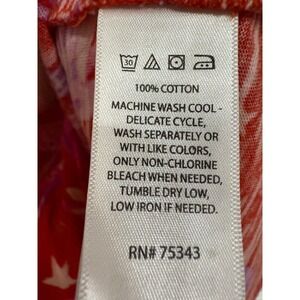 30
100% COTTON
MACHINE WASH COOL -
DELICATE CYCLE,
WASH SEPARATELY OR
WITH LIKE COLORS,
ONLY NON-CHLORINE
BLEACH WHEN NEEDED,
TUMBLE DRY LOW,
LOW IRON IF NEEDED.
RN# 75343